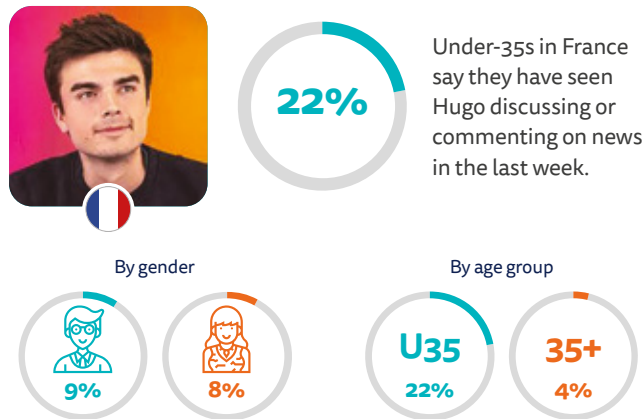 22%
Under-35s in France
say they have seen
Hugo discussing or
commenting on news
in the last week.
By gender
9%
8%
By age group
U35
22%
35+
4%